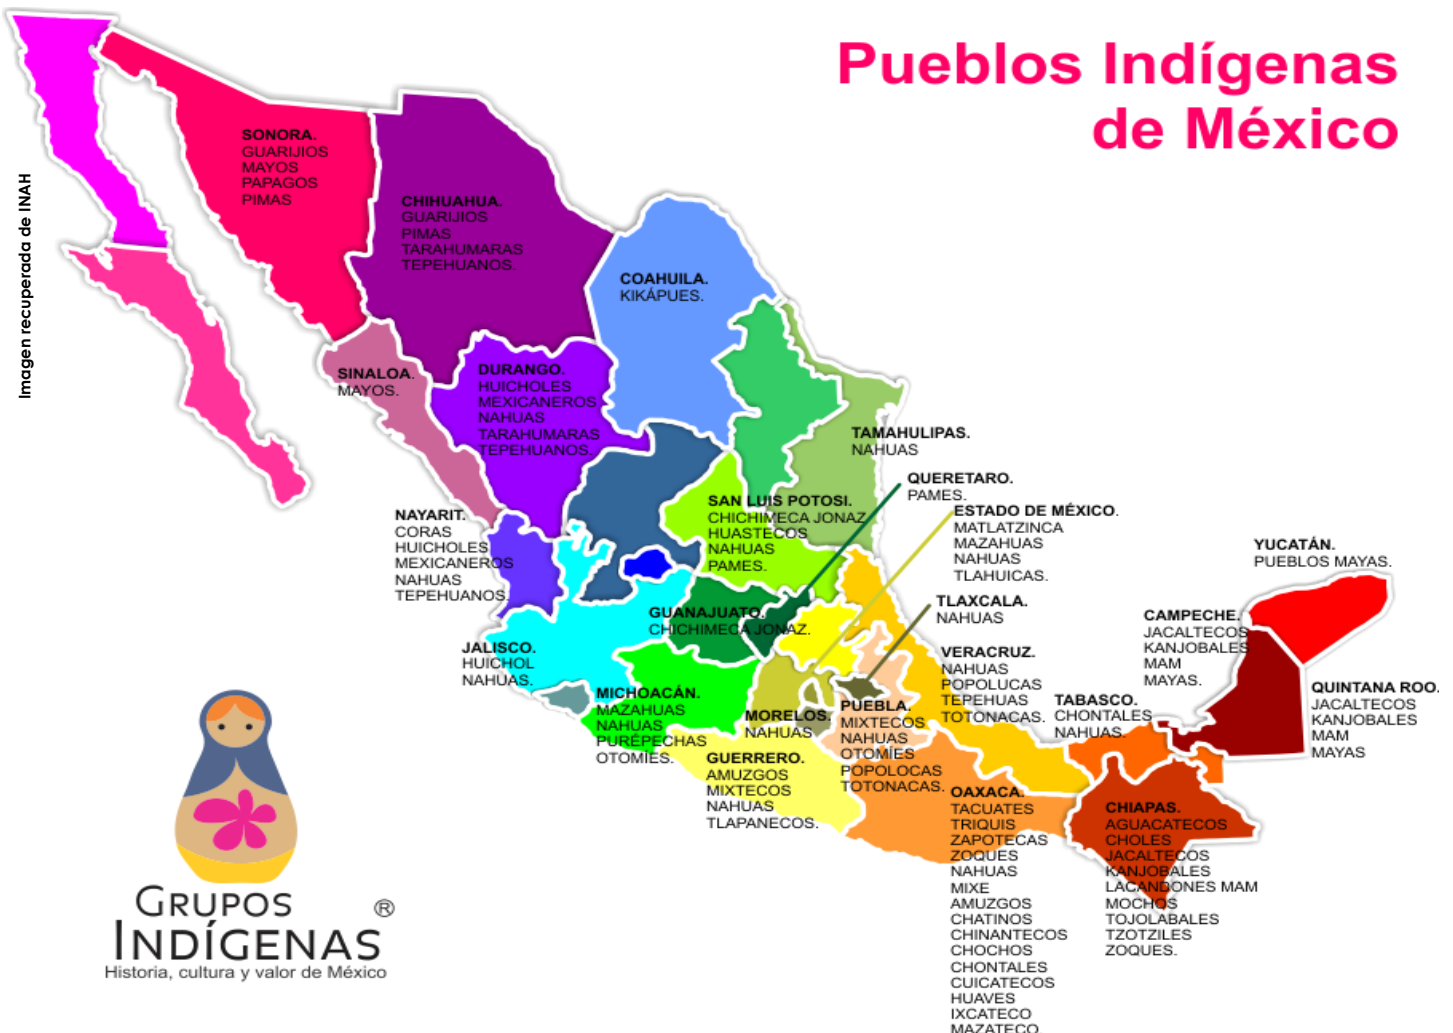 Pueblos Indígenas
de México
Imagen recuperada de INAH
SONORA.
GUARIJIOS
MAYOS
PAPAGOS
PIMAS
CHIHUAHUA.
GUARIJIOS
PIMAS
TARAHUMARAS
TEPEHUANOS.
COAHUILA.
KIKÁPUES.
SINALOA.
MAYOS.
DURANGO.
HUICHOLES
MEXICANEROS
NAHUAS
TARAHUMARAS
TEPEHUANOS.
TAMAHULIPAS.
NAHUAS
QUERETARO.
PAMES.
SAN LUIS POTOSI.
CHICHIMECA JONAZ
HUASTECOS
NAHUAS
PAMES.
ESTADO DE MÉXICO.
MATLATZINCA
MAZAHUAS
NAHUAS
TLAHUICAS.
NAYARIT.
CORAS
HUICHOLES
MEXICANEROS
NAHUAS
TEPEHUANOS.
YUCATÁN.
PUEBLOS MAYAS.
TLAXCALA.
NAHUAS
GUANAJUATO.
CHICHIMECA JONAZ.
CAMPECHE.
JACALTECOS
KANJOBALES
MAM
MAYAS.
JALISCO.
HUICHOL
NAHUAS.
VERACRUZ.
NAHUAS
POPOLUCAS
TEPEHUAS
TOTONACAS.
QUINTANA ROO.
JACALTECOS
KANJOBALES
MAM
MAYAS
MICHOACÁN.
MAZAHUAS
NAHUAS
PURÉPECHAS
OTOMÍES.
TABASCO.
CHONTALES
NAHUAS.
MORELOS.
NAHUAS
PUEBLA.
MIXTECOS
NAHUAS
OTOMÍES
POPOLOCAS
TOTONACAS.
GUERRERO.
AMUZGOS
MIXTECOS
NAHUAS
TLAPANECOS.
OAXACA.
TACUATES
TRIQUIS
ZAPOTECAS
ZOQUES
NAHUAS
MIXE
AMUZGOS
CHATINOS
CHINANTECOS
CHOCHOS
CHONTALES
CUICATECOS
HUAVES
IXCATECO
MAZATECO
CHIAPAS.
AGUACATECOS
CHOLES
JACALTECOS
KANJOBALES
LACANDONES MAM
MOCHOS
TOJOLABALES
TZOTZILES
ZOQUES.
GRUPOS ®
INDÍGENAS
Historia, cultura y valor de México